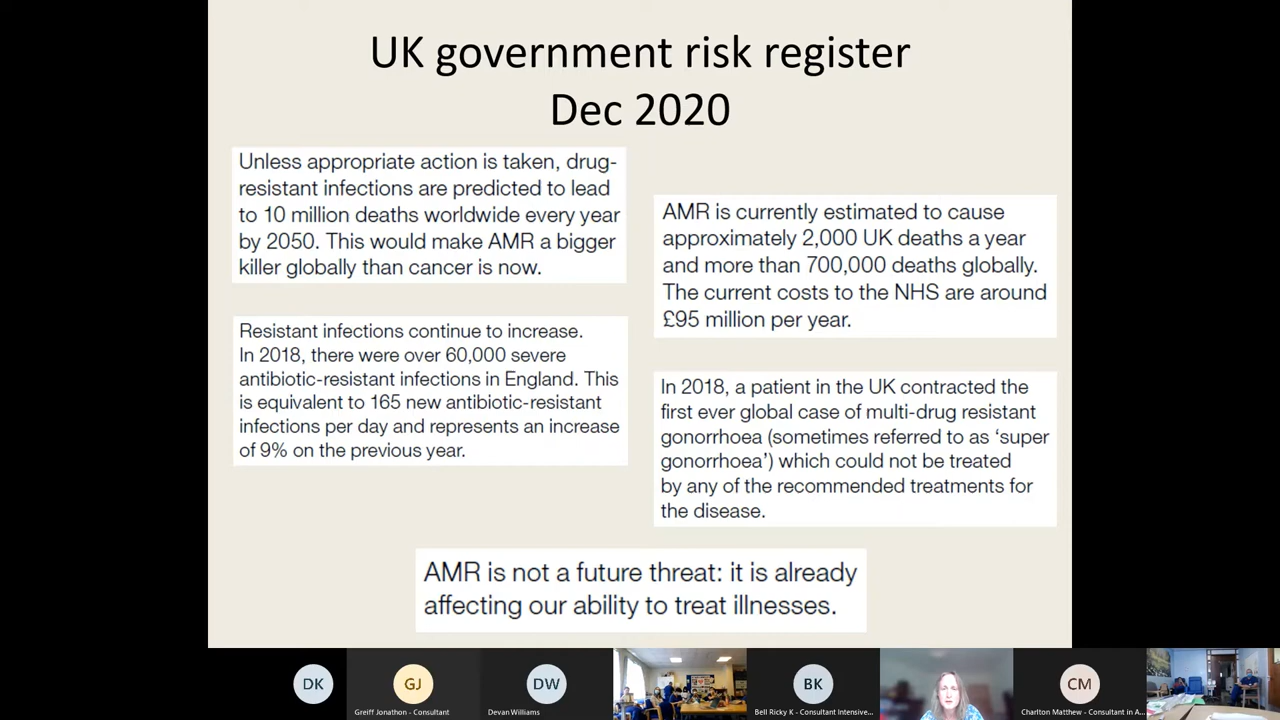 UK government risk register
Dec 2020
Unless appropriate action is taken, drug-
resistant infections are predicted to lead
to 10 million deaths worldwide every year
by 2050. This would make AMR a bigger
killer globally than cancer is now.
AMR is currently estimated to cause
approximately 2,000 UK deaths a year
and more than 700,000 deaths globally.
The current costs to the NHS are around
£95 million per year.
Resistant infections continue to increase.
In 2018, there were over 60,000 severe
antibiotic-resistant infections in England. This
is equivalent to 165 new antibiotic-resistant
infections per day and represents an increase
of 9% on the previous year.
In 2018, a patient in the UK contracted the
first ever global case of multi-drug resistant
gonorrhoea (sometimes referred to as ‘super
gonorrhoea’) which could not be treated
by any of the recommended treatments for
the disease.
AMR is not a future threat: it is already
affecting our ability to treat illnesses.
DK
GJ
DW
BK
CM
Greiff Jonathon - Consultant
Devan Williams
Bell Ricky K - Consultant Intensive...
Charlton Matthew - Consultant in A...